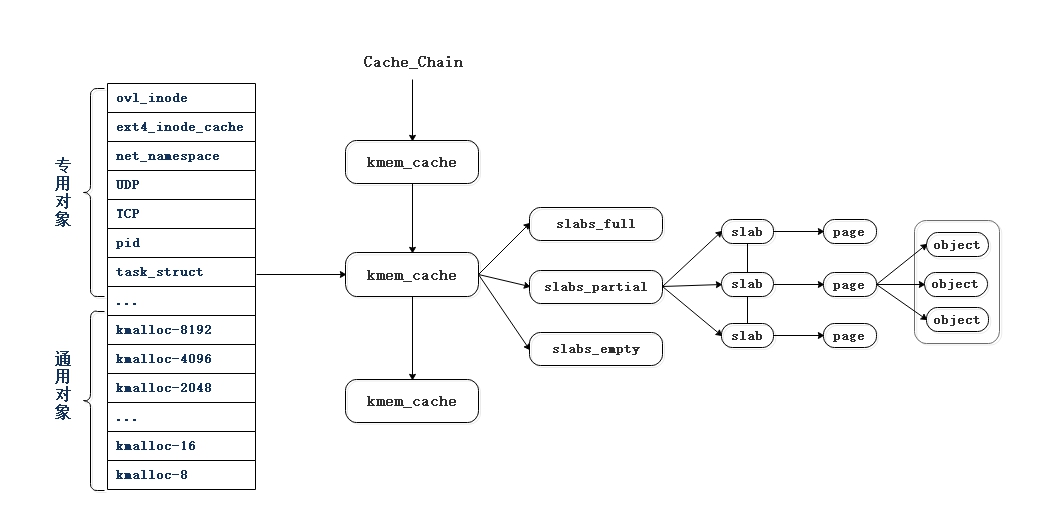 专用对象
ovl_inode
ext4_inode_cache
net_namespace
UDP
TCP
pid
task_struct
...
通用对象
kmalloc-8192
kmalloc-4096
kmalloc-2048
...
kmalloc-16
kmalloc-8
Cache_Chain
kmem_cache
kmem_cache
kmem_cache
slabs_full
slabs_partial
slabs_empty
slab
page
slab
page
slab
page
object
object
object